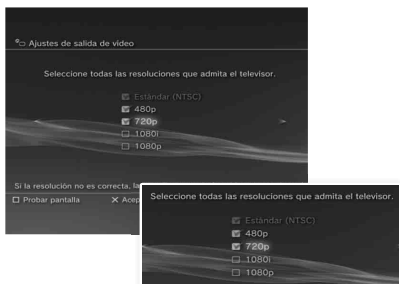 Ajustes de salida de video
Seleccione todas las resoluciones que admita el televisor.
Estándar (NTSC)
480p
720p
1080i
1080p
Si la resolución no es correcta, la
Probar pantalla
X Acep
Seleccione todas las resoluciones que admita el televisor.
Estándar (NTSC)
480p
720p
1080i
1080p